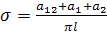 σ = (a₁₂+a₁+a₂)/(πl)